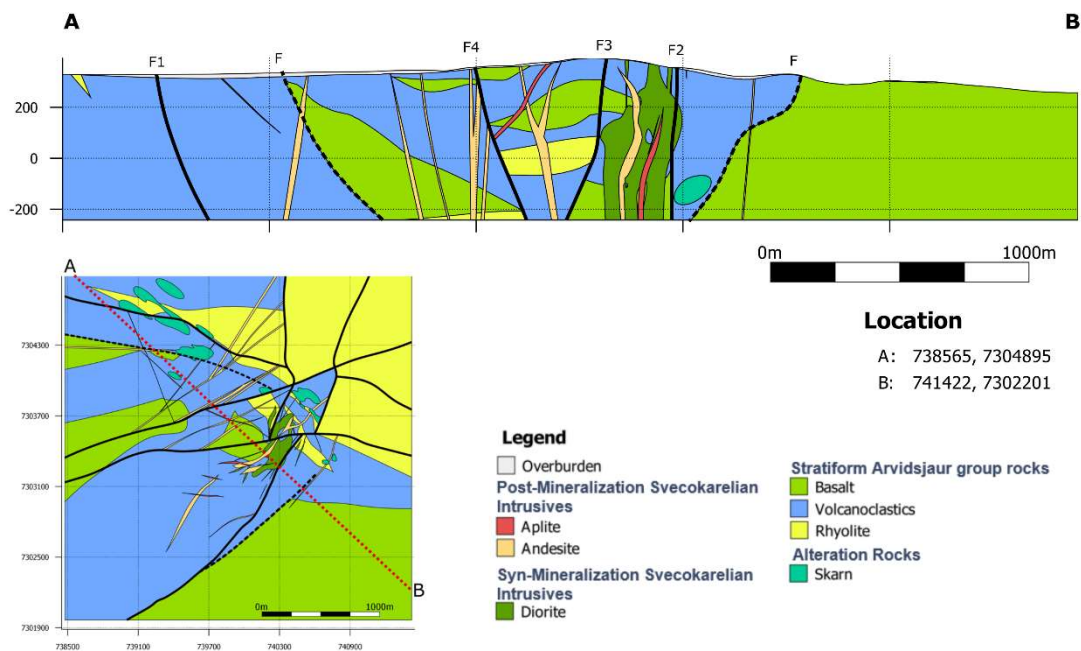 A
B
F1
F
F4
F3
F2
F
200
0
-200
0m
1000m
A
7304300
7303700
7303100
7302500
7301900
B
0m
1000m
738500
739100
739700
740300
740900
Location
A: 738565, 7304895
B: 741422, 7302201
Legend
Overburden
Post-Mineralization Svecokarelian
Intrusives
Aplite
Andesite
Syn-Mineralization Svecokarelian
Intrusives
Diorite
Stratiform Arvidsjaur group rocks
Basalt
Volcanoclastics
Rhyolite
Alteration Rocks
Skarn